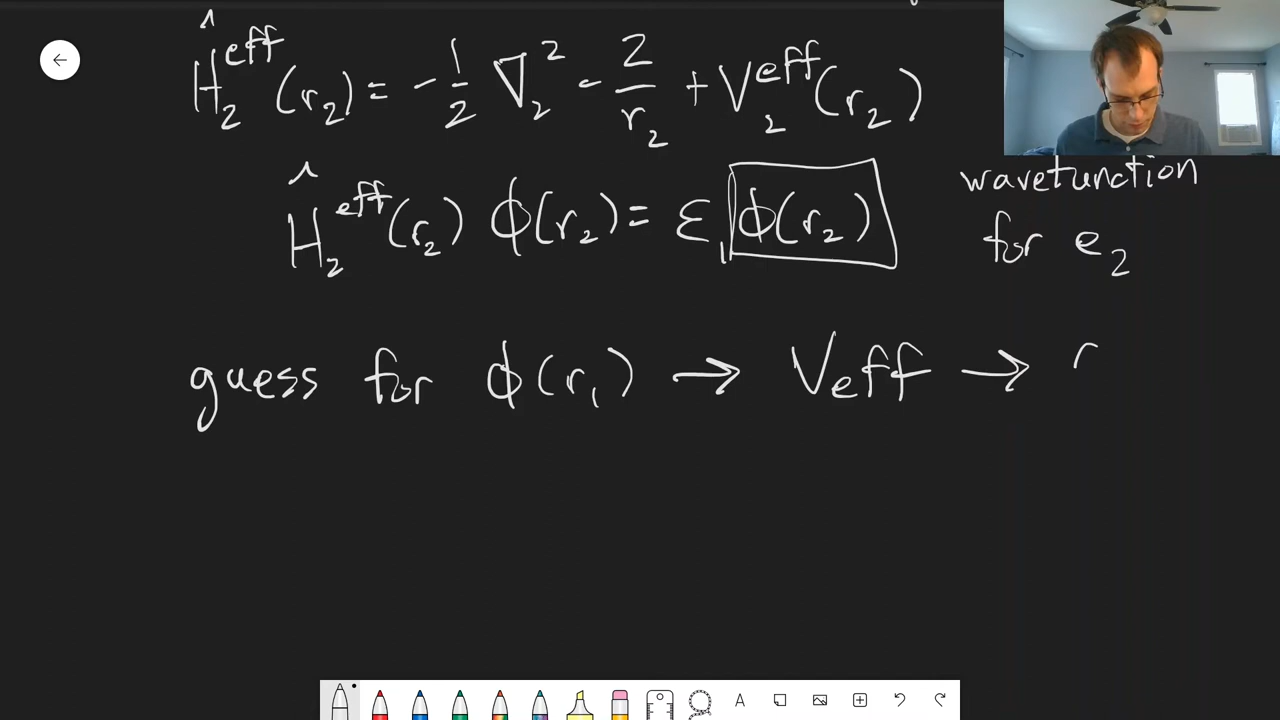 Ĥ₂^eff (r₂) = -1/2 ∇₂² - 2/r₂ + V₂^eff (r₂)
wavefunction
Ĥ₂^eff (r₂) ϕ(r₂) = ε₁ ϕ(r₂)
for e₂
guess for ϕ(r₁) → Veff → r
A